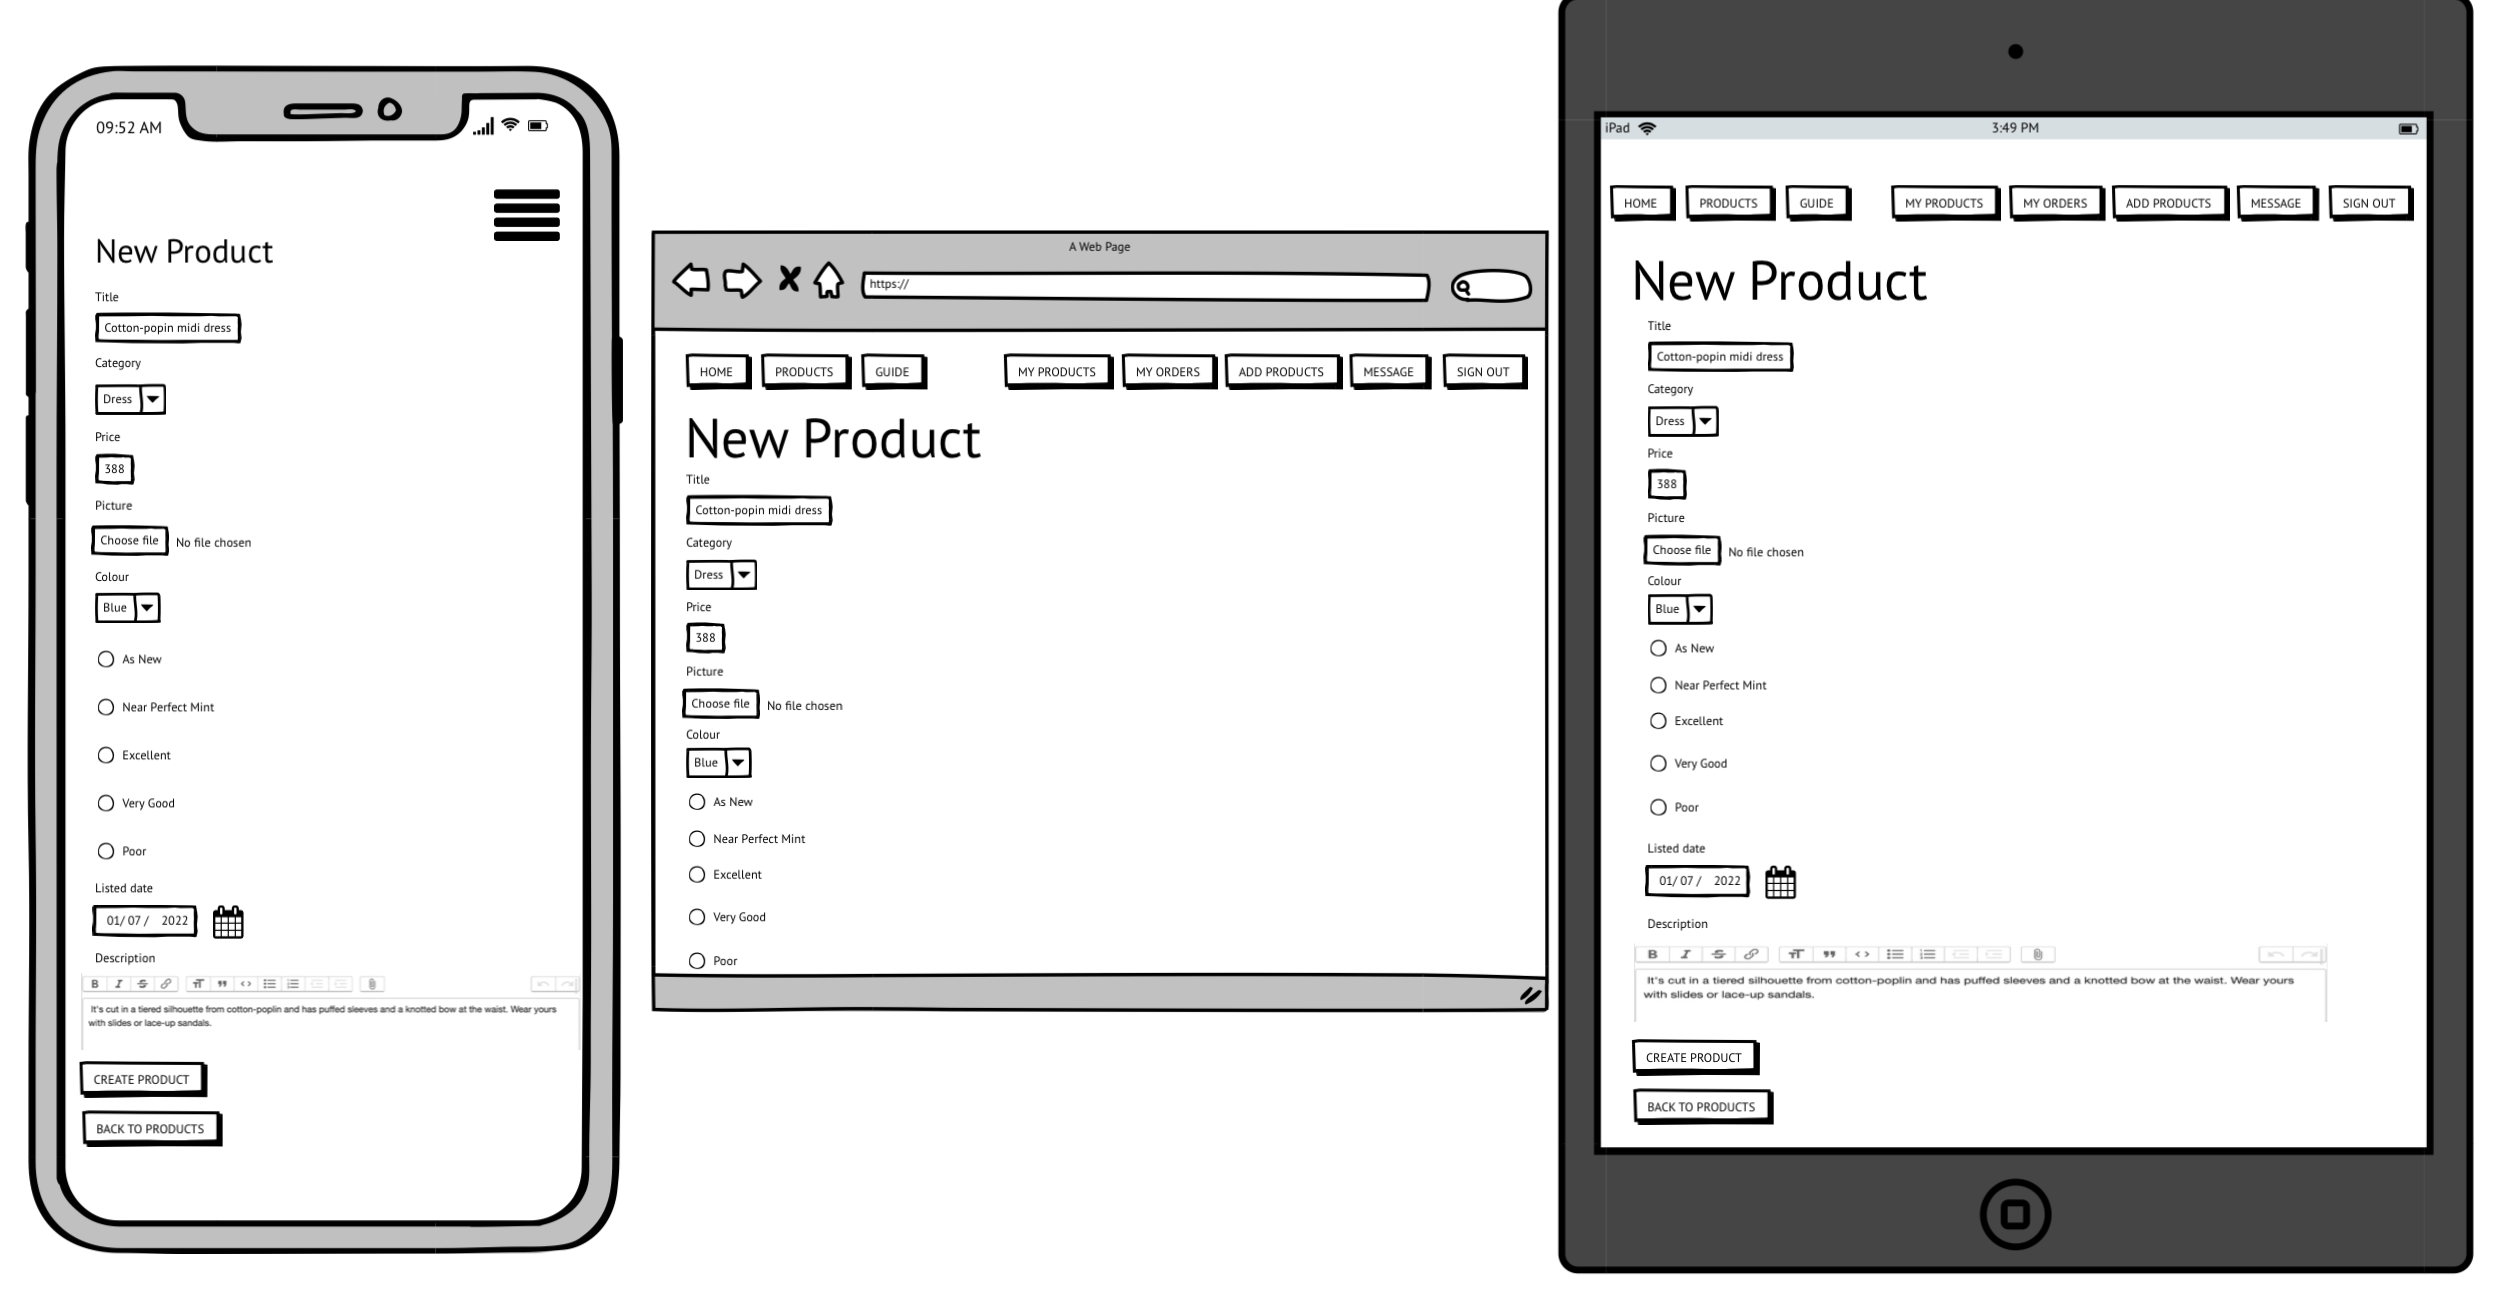 09:52 AM
New Product
Title
Cotton-popin midi dress
Category
Dress
Price
388
Picture
Choose file No file chosen
Colour
Blue
As New
Near Perfect Mint
Excellent
Very Good
Poor
Listed date
01/ 07 / 2022
Description
B I S
It's cut in a tiered silhouette from cotton-poplin and has puffed sleeves and a knotted bow at the waist. Wear yours
with slides or lace-up sandals.
CREATE PRODUCT
BACK TO PRODUCTS
A Web Page
https://
HOME PRODUCTS GUIDE MY PRODUCTS MY ORDERS ADD PRODUCTS MESSAGE SIGN OUT
New Product
Title
Cotton-popin midi dress
Category
Dress
Price
388
Picture
Choose file No file chosen
Colour
Blue
As New
Near Perfect Mint
Excellent
Very Good
Poor
iPad 3:49 PM
HOME PRODUCTS GUIDE MY PRODUCTS MY ORDERS ADD PRODUCTS MESSAGE SIGN OUT
New Product
Title
Cotton-popin midi dress
Category
Dress
Price
388
Picture
Choose file No file chosen
Colour
Blue
As New
Near Perfect Mint
Excellent
Very Good
Poor
Listed date
01/ 07 / 2022
Description
B I S
It's cut in a tiered silhouette from cotton-poplin and has puffed sleeves and a knotted bow at the waist. Wear yours
with slides or lace-up sandals.
CREATE PRODUCT
BACK TO PRODUCTS